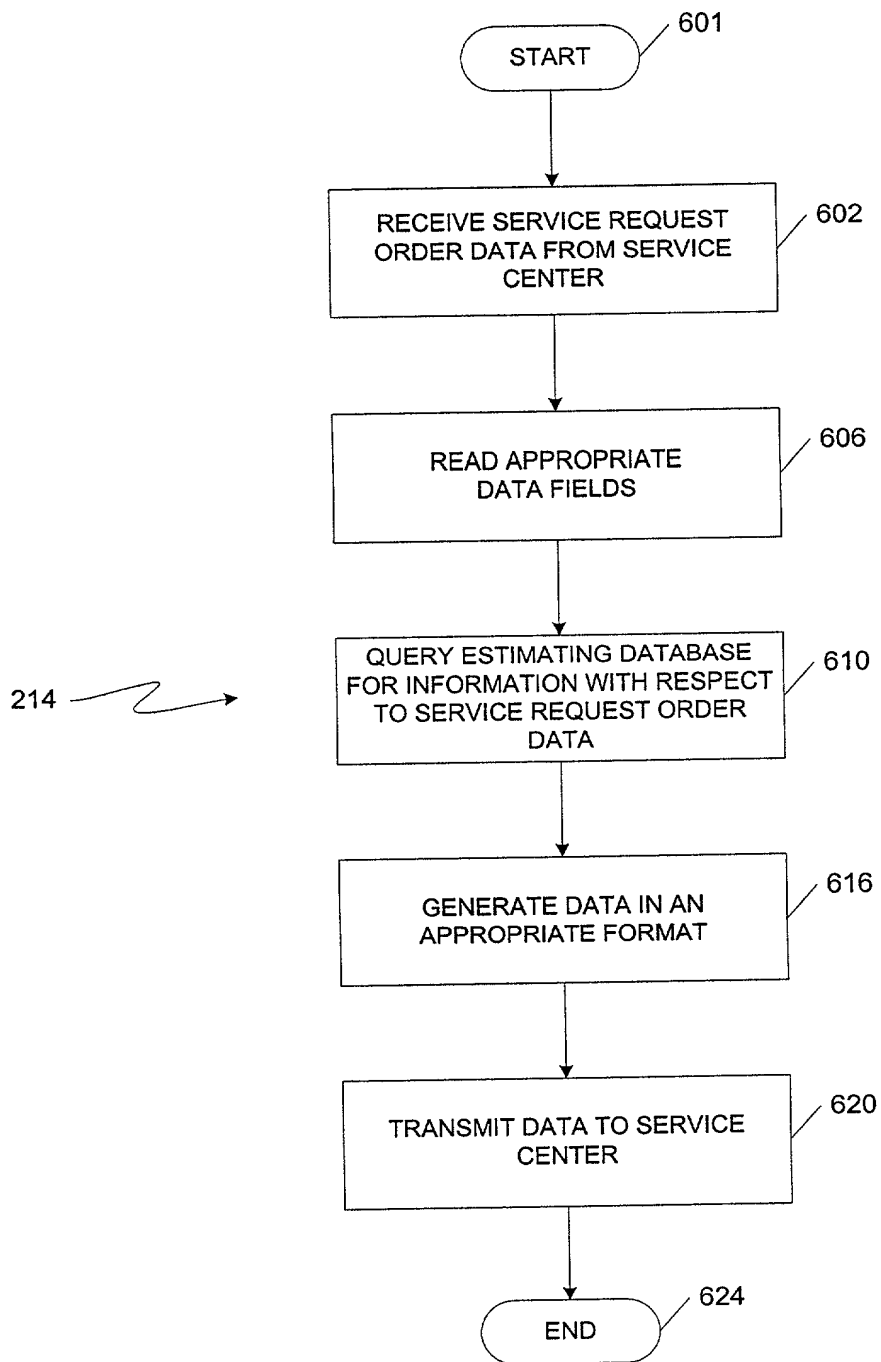 START
601
RECEIVE SERVICE REQUEST
ORDER DATA FROM SERVICE
CENTER
602
READ APPROPRIATE
DATA FIELDS
606
QUERY ESTIMATING DATABASE
FOR INFORMATION WITH RESPECT
TO SERVICE REQUEST ORDER
DATA
610
214
GENERATE DATA IN AN
APPROPRIATE FORMAT
616
TRANSMIT DATA TO SERVICE
CENTER
620
END
624